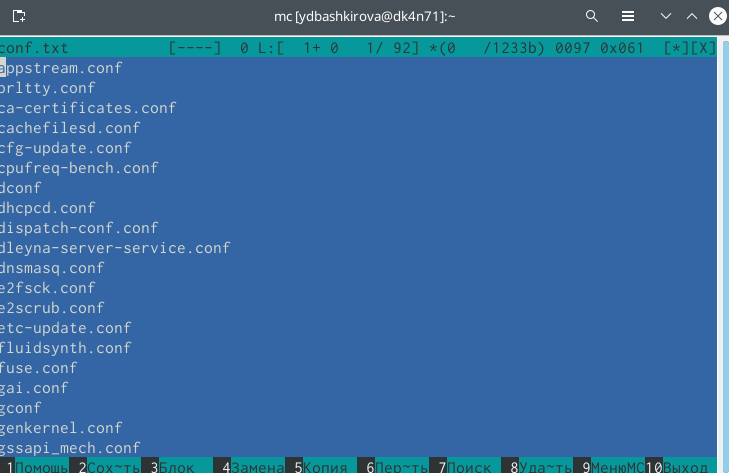 mc [ydbashkirova@dk4n71]:~
conf.txt [----] 0 L:[ 1+ 0 1/ 92] *(0 /1233b) 0097 0x061 [*][X]
appstream.conf
brltty.conf
ca-certificates.conf
cachefilesd.conf
cfg-update.conf
cpufreq-bench.conf
dconf
dhcpcd.conf
dispatch-conf.conf
dleyna-server-service.conf
dnsmasq.conf
e2fsck.conf
e2scrub.conf
etc-update.conf
fluidsynth.conf
fuse.conf
gai.conf
gconf
genkernel.conf
gssapi_mech.conf
1Помощь 2Сох~ть 3Блок 4Замена 5Копия 6Пер~ть 7Поиск 8Уда~ть 9МенюМС 10Выход